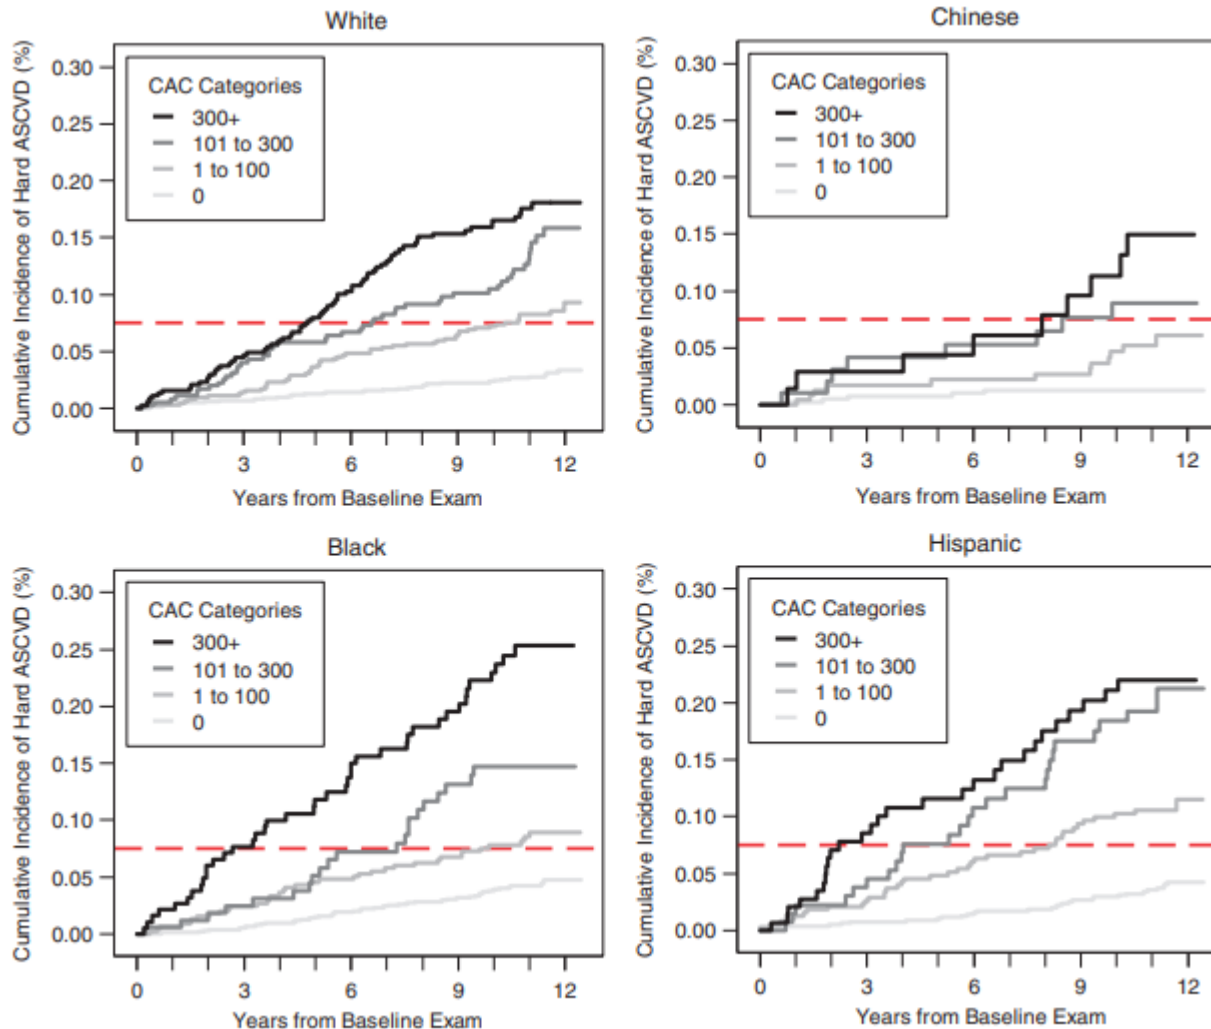 White
Cumulative Incidence of Hard ASCVD (%)
0.30
0.25
0.20
0.15
0.10
0.05
0.00
CAC Categories
300+
101 to 300
1 to 100
0
0 3 6 9 12
Years from Baseline Exam
Chinese
Cumulative Incidence of Hard ASCVD (%)
0.30
0.25
0.20
0.15
0.10
0.05
0.00
CAC Categories
300+
101 to 300
1 to 100
0
0 3 6 9 12
Years from Baseline Exam
Black
Cumulative Incidence of Hard ASCVD (%)
0.30
0.25
0.20
0.15
0.10
0.05
0.00
CAC Categories
300+
101 to 300
1 to 100
0
0 3 6 9 12
Years from Baseline Exam
Hispanic
Cumulative Incidence of Hard ASCVD (%)
0.30
0.25
0.20
0.15
0.10
0.05
0.00
CAC Categories
300+
101 to 300
1 to 100
0
0 3 6 9 12
Years from Baseline Exam